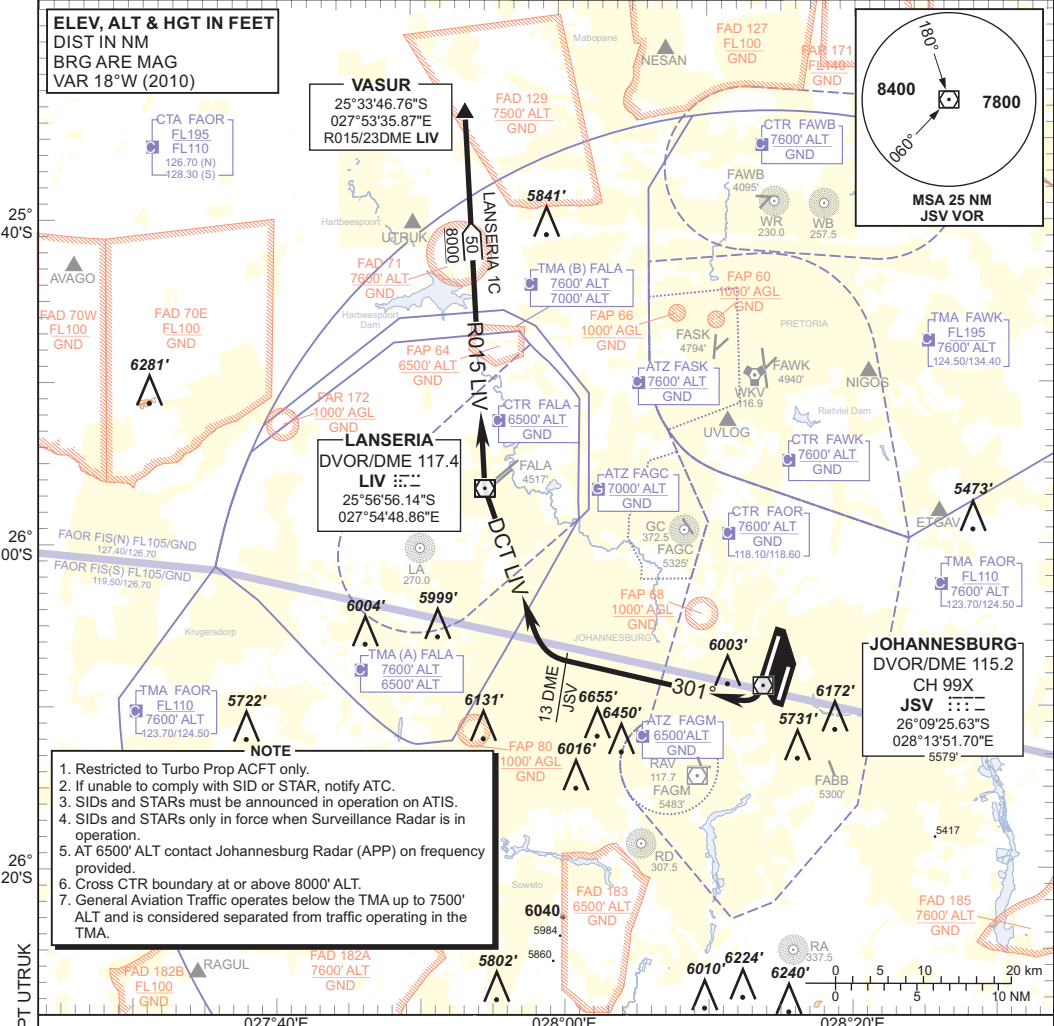 ELEV, ALT & HGT IN FEET
DIST IN NM
BRG ARE MAG
VAR 18°W (2010)
VASUR
25°33'46.76"S
027°53'35.87"E
R015/23DME LIV
FAD 129
7500' ALT
GND
Mabopane
NESAN
FAD 127
FL100
GND
FAR 171
FL140
GND
180°
8400
7800
060°
MSA 25 NM
JSV VOR
CTA FAOR
FL195
FL110
126.70 (N)
128.30 (S)
C
CTR FAWB
7600' ALT
GND
C
FAWB
4095'
WR
230.0
WB
257.5
5841'
25°
40'S
Hartbeespoort
UTRUK
LANSERIA 1C
50
8000
AVAGO
FAD 71
7600' ALT
GND
TMA (B) FALA
7600' ALT
7000' ALT
C
FAP 60
1000' AGL
GND
FAD 70W
FL100
GND
FAD 70E
FL100
GND
Harbeespoort
Dam
FAP 66
1000' AGL
GND
PRETORIA
TMA FAWK
FL195
7600' ALT
124.50/134.40
C
R015 LIV
FAP 64
6500' ALT
GND
FASK
4794'
6281'
ATZ FASK
7600' ALT
GND
C
FAWK
4940'
WKV
116.9
NIGOS
FAR 172
1000' AGL
GND
CTR FALA
6500' ALT
GND
C
Rietvlei Dam
UVLOG
LANSERIA
DVOR/DME 117.4
LIV
25°56'56.14"S
027°54'48.86"E
FALA
4517'
CTR FAWK
7600' ALT
GND
C
ATZ FAGC
7000' ALT
GND
G
5473'
ETGAV
CTR FAOR
7600' ALT
GND
118.10/118.60
C
GC
372.5
FAGC
5325'
DCT LIV
FAOR FIS(N) FL105/GND
127.40/126.70
26°
00'S
FAOR FIS(S) FL105/GND
119.50/126.70
LA
270.0
TMA FAOR
FL110
7600' ALT
123.70/124.50
C
FAP 68
1000' AGL
GND
6004'
5999'
Krugersdorp
JOHANNESBURG
6003'
JOHANNESBURG
DVOR/DME 115.2
CH 99X
JSV
26°09'25.63"S
028°13'51.70"E
5579'
TMA (A) FALA
7600' ALT
6500' ALT
C
301°
13 DME
JSV
TMA FAOR
FL110
7600' ALT
123.70/124.50
C
5722'
6131'
6655'
6450'
6172'
5731'
ATZ FAGM
6500'ALT
GND
C
FAP 80
1000' AGL
GND
6016'
RAV
117.7
FAGM
5483'
FABB
5300'
NOTE
1. Restricted to Turbo Prop ACFT only.
2. If unable to comply with SID or STAR, notify ATC.
3. SIDs and STARs must be announced in operation on ATIS.
4. SIDs and STARs only in force when Surveillance Radar is in
operation.
5. AT 6500' ALT contact Johannesburg Radar (APP) on frequency
provided.
6. Cross CTR boundary at or above 8000' ALT.
7. General Aviation Traffic operates below the TMA up to 7500'
ALT and is considered separated from traffic operating in the
TMA.
5417
RD
307.5
26°
20'S
Soweto
FAD 183
6500' ALT
GND
6040
5984
5860
FAD 185
7600' ALT
GND
RA
337.5
RAGUL
FAD 182B
FL100
GND
FAD 182A
7600' ALT
GND
5802'
6010'
6224'
6240'
0 5 10 20 km
0 5 10 NM
PT UTRUK
027°40'E
028°00'E
028°20'E